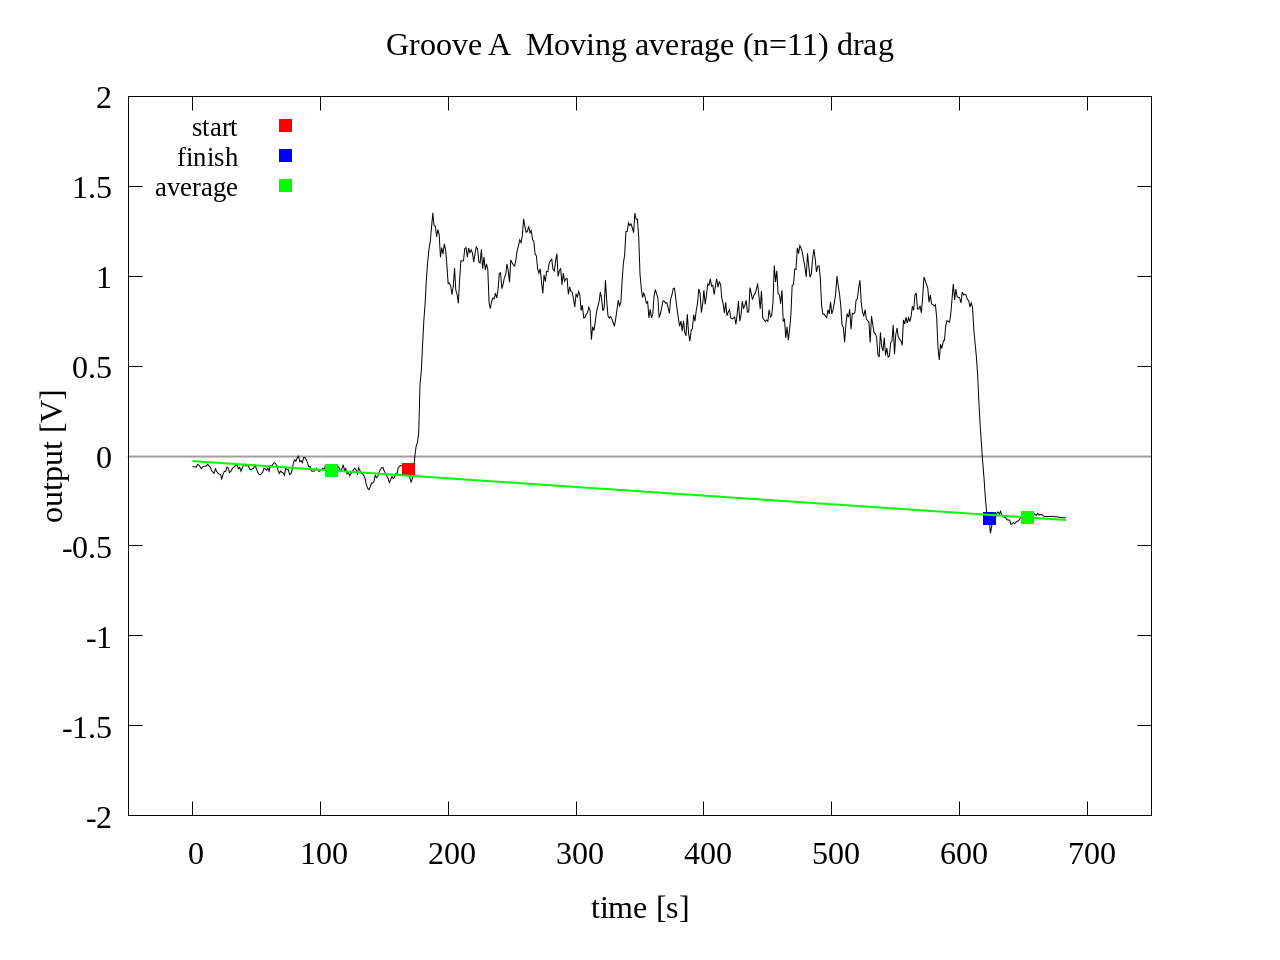 Groove A  Moving average (n=11) drag
start
finish
average
2
1.5
1
0.5
0
-0.5
-1
-1.5
-2
output [V]
0 100 200 300 400 500 600 700
time [s]